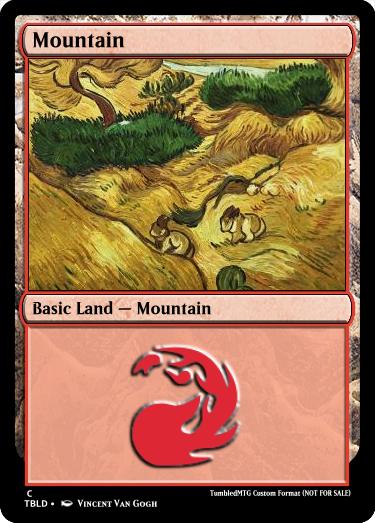 Mountain
Basic Land — Mountain
C
TBLD • Vincent Van Gogh
TumbledMTG Custom Format (NOT FOR SALE)